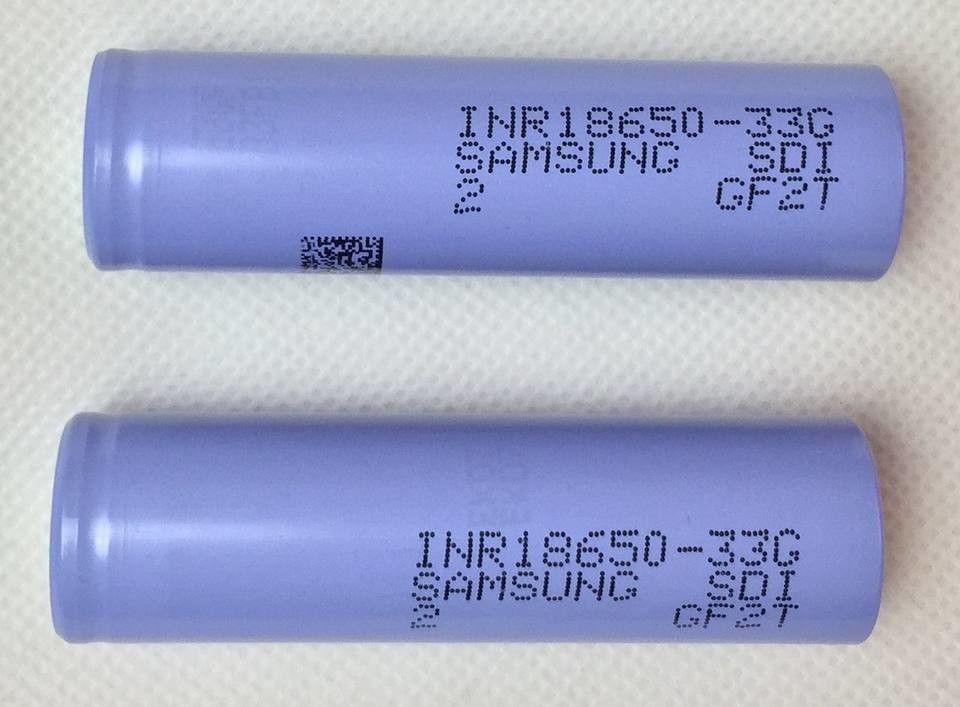 INR18650-33G
SAMSUNG SDI
2 GF2T
INR18650-33G
SAMSUNG SDI
2 GF2T